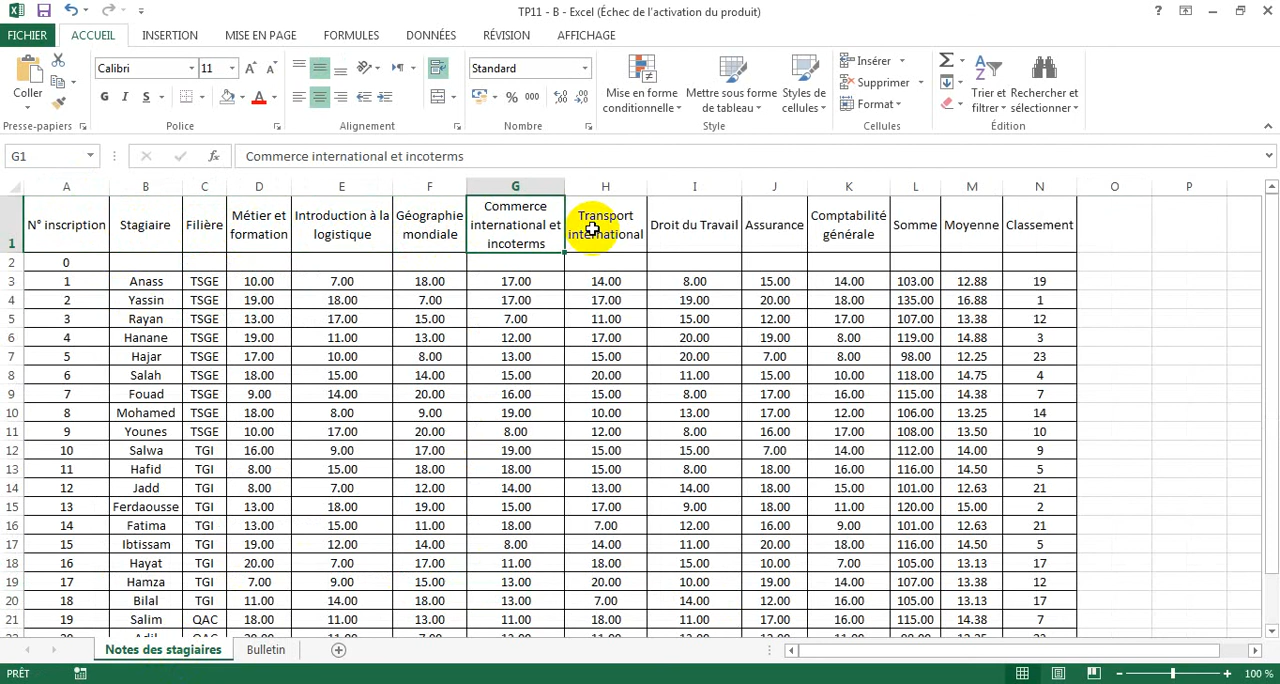 TP11 - B - Excel (Échec de l'activation du produit)
FICHIER ACCUEIL INSERTION MISE EN PAGE FORMULES DONNÉES RÉVISION AFFICHAGE
Coller
Presse-papiers
Calibri 11
G I S
Police
Alignement
Standard
% 000
Nombre
Mise en forme conditionnelle
Mettre sous forme de tableau
Styles de cellules
Style
Insérer
Supprimer
Format
Cellules
Trier et filtrer
Rechercher et sélectionner
Édition
G1 fx Commerce international et incoterms
A B C D E F G H I J K L M N O P
1 N° inscription Stagiaire Filière Métier et formation Introduction à la logistique Géographie mondiale Commerce international et incoterms Transport international Droit du Travail Assurance Comptabilité générale Somme Moyenne Classement
2 0
3 1 Anass TSGE 10.00 7.00 18.00 17.00 14.00 8.00 15.00 14.00 103.00 12.88 19
4 2 Yassin TSGE 19.00 18.00 7.00 17.00 17.00 19.00 20.00 18.00 135.00 16.88 1
5 3 Rayan TSGE 13.00 17.00 15.00 7.00 11.00 15.00 12.00 17.00 107.00 13.38 12
6 4 Hanane TSGE 19.00 11.00 13.00 12.00 17.00 20.00 19.00 8.00 119.00 14.88 3
7 5 Hajar TSGE 17.00 10.00 8.00 13.00 15.00 20.00 7.00 8.00 98.00 12.25 23
8 6 Salah TSGE 18.00 15.00 14.00 15.00 20.00 11.00 15.00 10.00 118.00 14.75 4
9 7 Fouad TSGE 9.00 14.00 20.00 16.00 15.00 8.00 17.00 16.00 115.00 14.38 7
10 8 Mohamed TSGE 18.00 8.00 9.00 19.00 10.00 13.00 17.00 12.00 106.00 13.25 14
11 9 Younes TSGE 10.00 17.00 20.00 8.00 12.00 8.00 16.00 17.00 108.00 13.50 10
12 10 Salwa TGI 16.00 9.00 17.00 19.00 15.00 15.00 7.00 14.00 112.00 14.00 9
13 11 Hafid TGI 8.00 15.00 18.00 18.00 15.00 8.00 18.00 16.00 116.00 14.50 5
14 12 Jadd TGI 8.00 7.00 12.00 14.00 13.00 14.00 18.00 15.00 101.00 12.63 21
15 13 Ferdaousse TGI 13.00 18.00 19.00 15.00 17.00 9.00 18.00 11.00 120.00 15.00 2
16 14 Fatima TGI 13.00 15.00 11.00 18.00 7.00 12.00 16.00 9.00 101.00 12.63 21
17 15 Ibtissam TGI 19.00 12.00 14.00 8.00 14.00 11.00 20.00 18.00 116.00 14.50 5
18 16 Hayat TGI 20.00 7.00 17.00 11.00 18.00 15.00 10.00 7.00 105.00 13.13 17
19 17 Hamza TGI 7.00 9.00 15.00 13.00 20.00 10.00 19.00 14.00 107.00 13.38 12
20 18 Bilal TGI 11.00 14.00 18.00 13.00 7.00 14.00 12.00 16.00 105.00 13.13 17
21 19 Salim QAC 18.00 11.00 13.00 11.00 18.00 11.00 17.00 16.00 115.00 14.38 7
Notes des stagiaires Bulletin
PRÊT 100 %